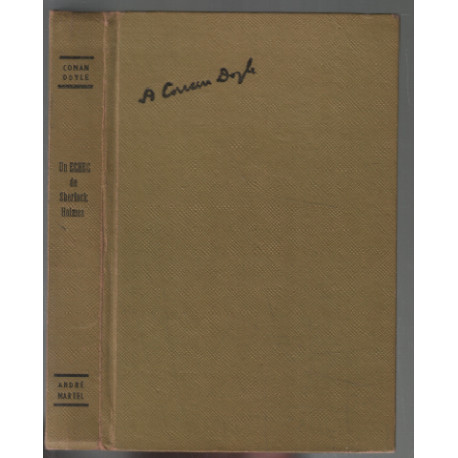 CONAN
DOYLE
Un ECHEC
de
Sherlock
Holmes
ANDRÉ
MARTEL
A Conan Doyle